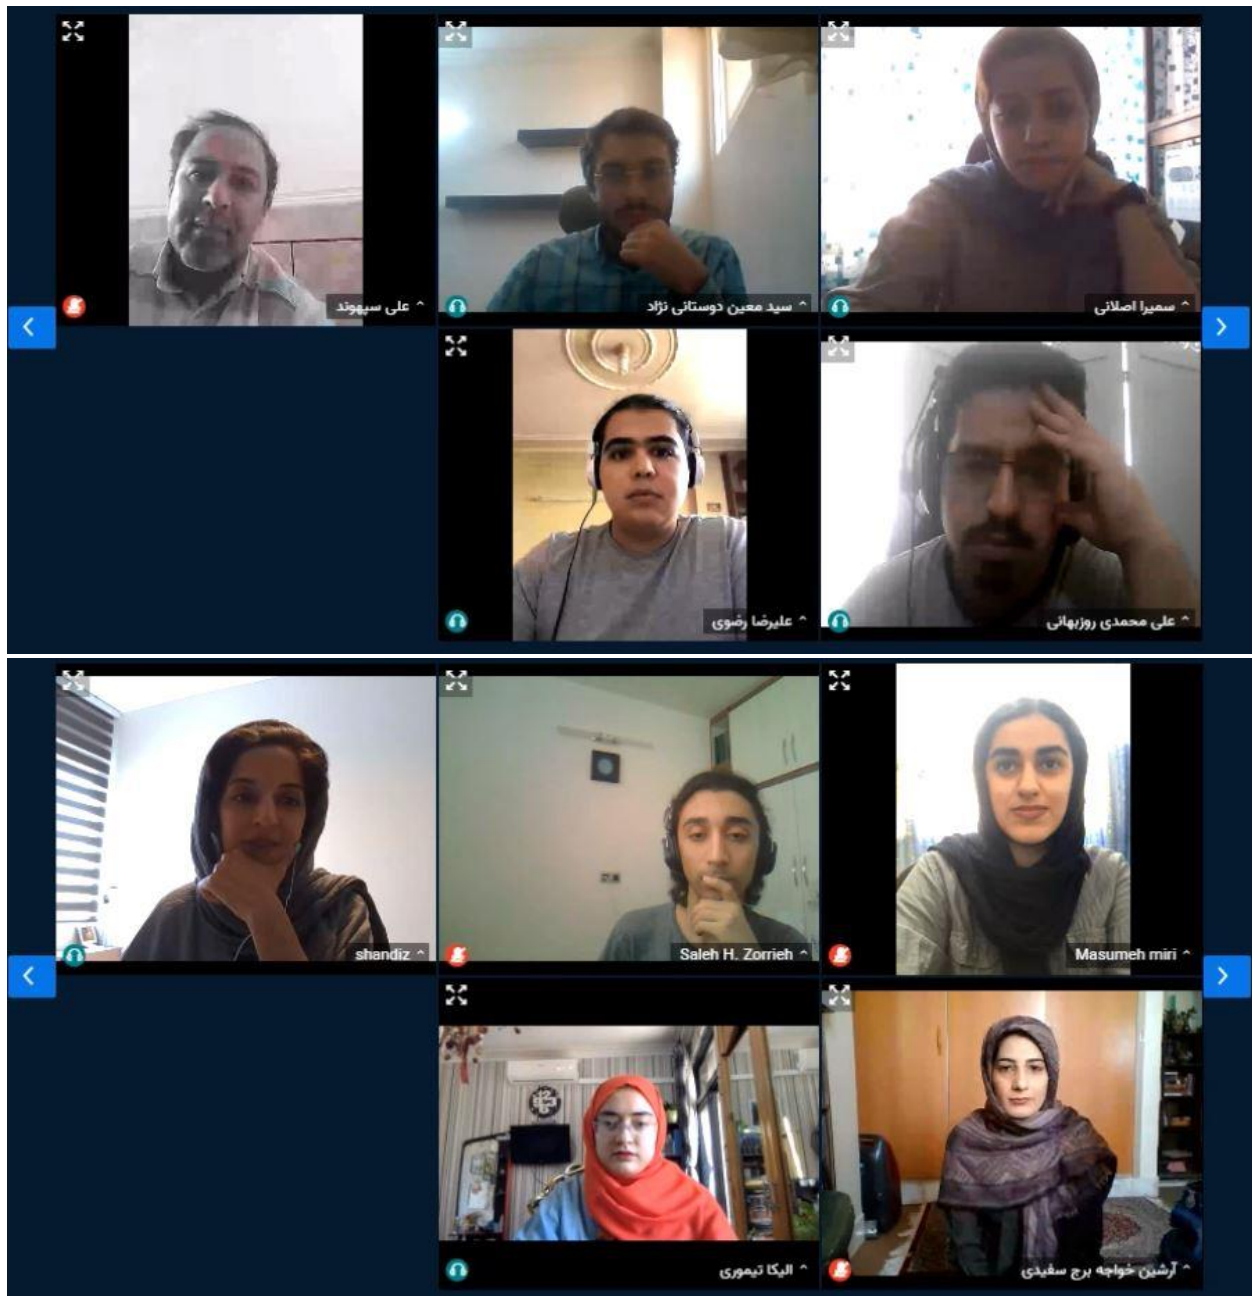 علی سپهوند
سید معین دوستانی نژاد
سمیرا اصلانی
علیرضا رضوی
علی محمدی روزبهانی
shandiz
Saleh H. Zorrieh
Masumeh miri
الیکا تیموری
آرشین خواجه برج سفیدی